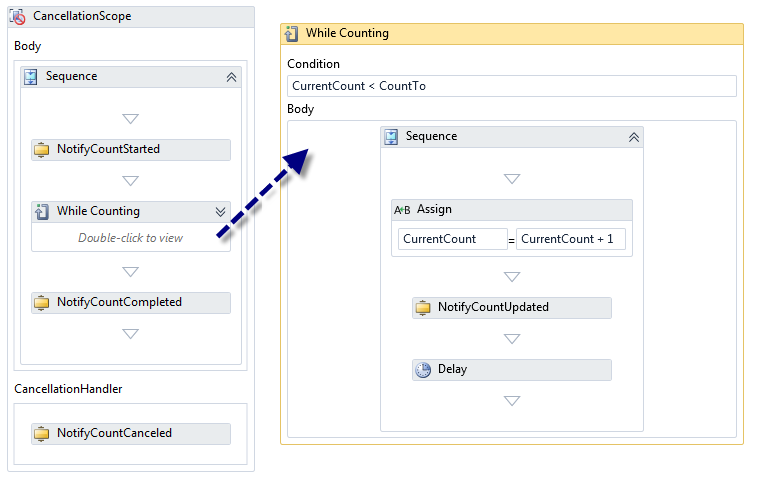 CancellationScope
Body
Sequence
NotifyCountStarted
While Counting
Double-click to view
NotifyCountCompleted
CancellationHandler
NotifyCountCanceled
While Counting
Condition
CurrentCount < CountTo
Body
Sequence
A+B Assign
CurrentCount = CurrentCount + 1
NotifyCountUpdated
Delay